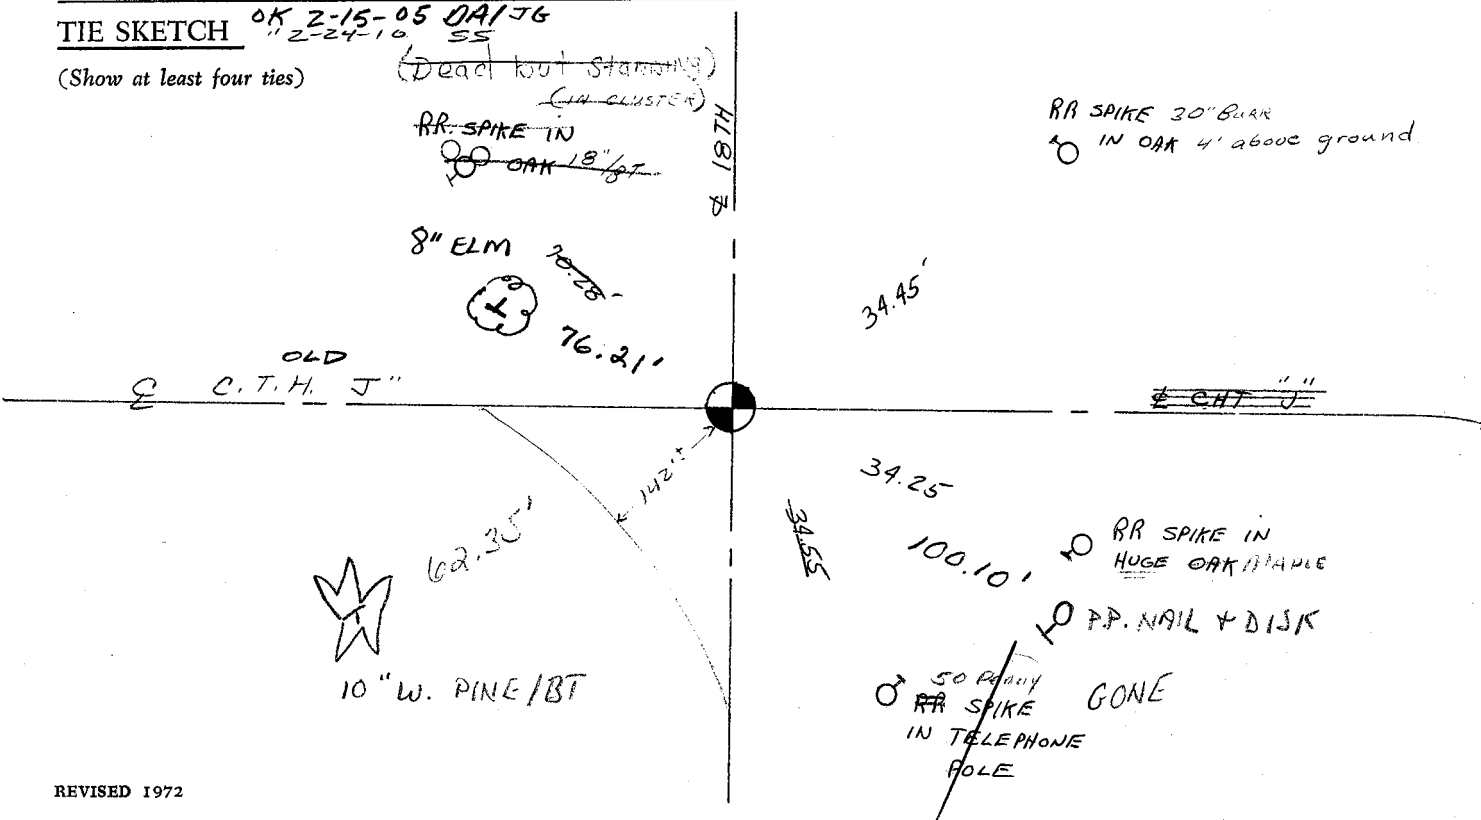 TIE SKETCH OK 2-15-05 DA/JG
" 2-24-10 SS
(Show at least four ties)
(Dead but Standing)
(IN CLUSTER)
RR. SPIKE IN
OAK 18"/BT
18TH
RR SPIKE 30" BURR
IN OAK 4' above ground
8" ELM
70.28'
76.21'
34.45'
OLD
℄ C.T.H. J"
℄ CHT "J"
142'±
34.25
34.55
62.35'
100.10'
RR SPIKE IN
HUGE OAK MAPLE
P.P. NAIL & DISK
10" W. PINE/BT
50 Penny
RR SPIKE
IN TELEPHONE
POLE
GONE
REVISED 1972